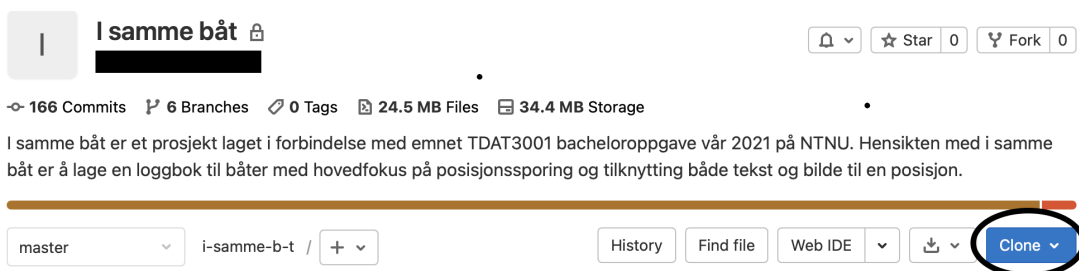 I
I samme båt
Star 0
Fork 0
166 Commits 6 Branches 0 Tags 24.5 MB Files 34.4 MB Storage
I samme båt er et prosjekt laget i forbindelse med emnet TDAT3001 bacheloroppgave vår 2021 på NTNU. Hensikten med i samme
båt er å lage en loggbok til båter med hovedfokus på posisjonssporing og tilknytting både tekst og bilde til en posisjon.
master i-samme-b-t / + History Find file Web IDE Clone